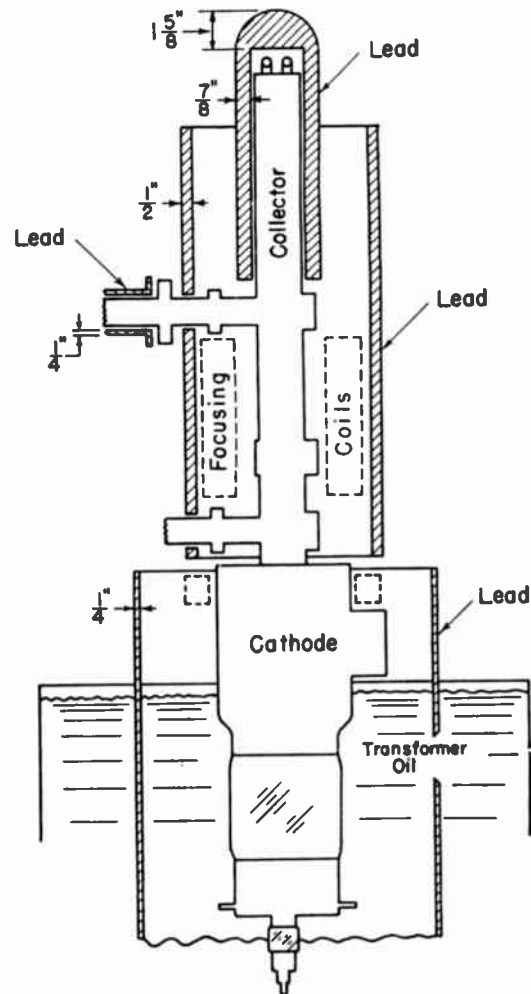 1 5/8"
Lead
7/8"
1/2"
Collector
Lead
Lead
1/4"
Focusing
Coils
1/4"
Lead
Cathode
Transformer
Oil